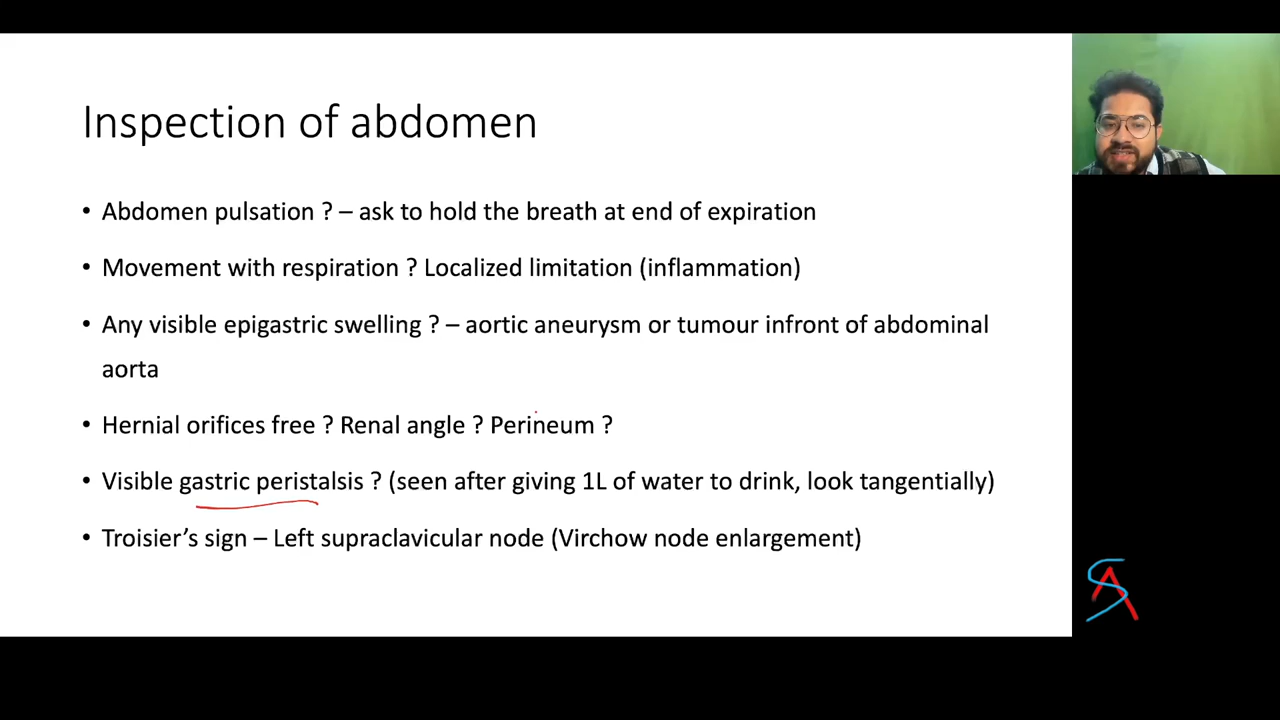 Inspection of abdomen
• Abdomen pulsation ? – ask to hold the breath at end of expiration
• Movement with respiration ? Localized limitation (inflammation)
• Any visible epigastric swelling ? – aortic aneurysm or tumour infront of abdominal
aorta
• Hernial orifices free ? Renal angle ? Perineum ?
• Visible gastric peristalsis ? (seen after giving 1L of water to drink, look tangentially)
• Troisier’s sign – Left supraclavicular node (Virchow node enlargement)
SA